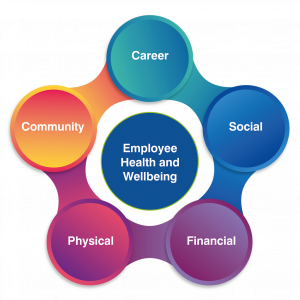 Career
Community
Social
Employee
Health and
Wellbeing
Physical
Financial